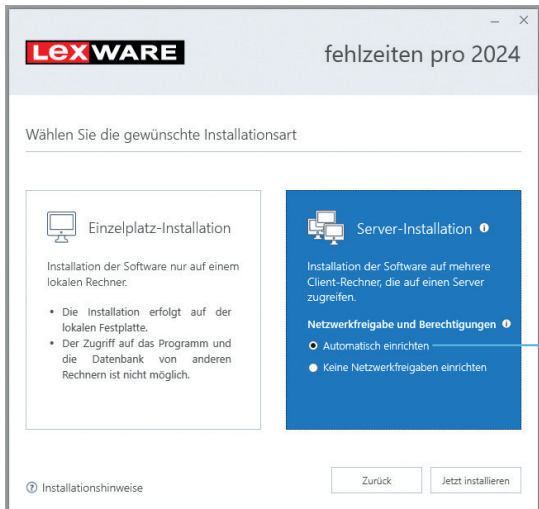 LEXWARE
fehlzeiten pro 2024
Wählen Sie die gewünschte Installationsart
Einzelplatz-Installation
Installation der Software nur auf einem
lokalen Rechner.
• Die Installation erfolgt auf der
lokalen Festplatte.
• Der Zugriff auf das Programm und
die Datenbank von anderen
Rechnern ist nicht möglich.
Server-Installation
Installation der Software auf mehrere
Client-Rechner, die auf einen Server
zugreifen.
Netzwerkfreigabe und Berechtigungen
Automatisch einrichten
Keine Netzwerkfreigaben einrichten
Installationshinweise
Zurück
Jetzt installieren